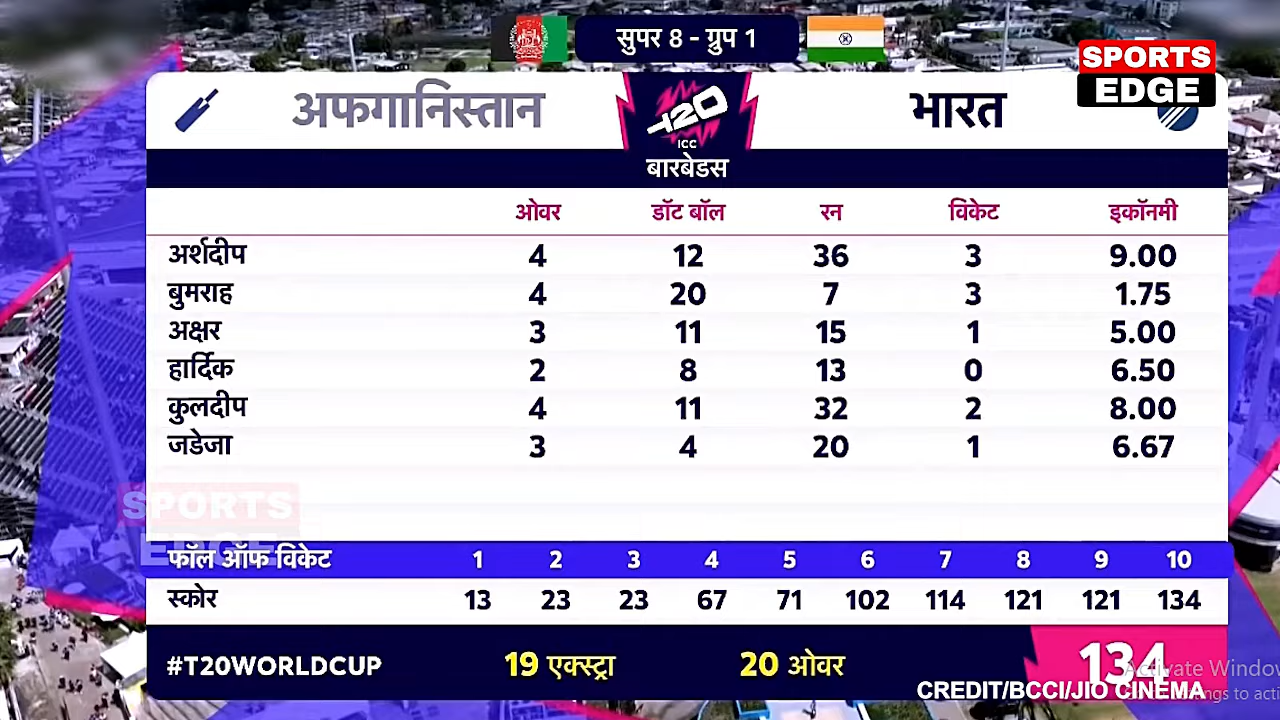 सुपर 8 - ग्रुप 1
SPORTS
EDGE
अफगानिस्तान
भारत
T20
ICC
बारबेडस
ओवर डॉट बॉल रन विकेट इकॉनमी
अर्शदीप 4 12 36 3 9.00
बुमराह 4 20 7 3 1.75
अक्षर 3 11 15 1 5.00
हार्दिक 2 8 13 0 6.50
कुलदीप 4 11 32 2 8.00
जडेजा 3 4 20 1 6.67
SPORTS
EDGE
फॉल ऑफ विकेट 1 2 3 4 5 6 7 8 9 10
स्कोर 13 23 23 67 71 102 114 121 121 134
#T20WORLDCUP 19 एक्स्ट्रा 20 ओवर 134
Activate Window
CREDIT/BCCI/JIO CINEMA